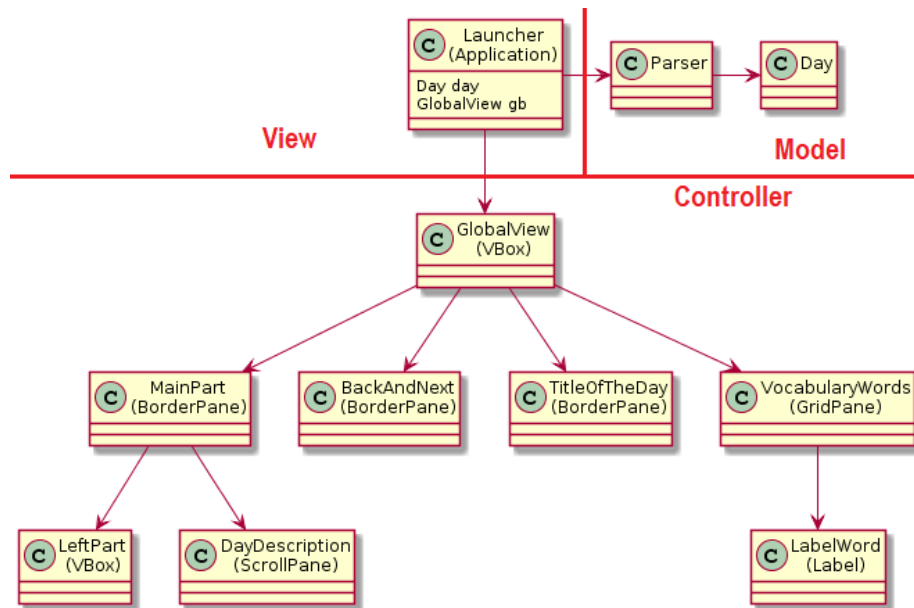 C Launcher
(Application)
Day day
GlobalView gb
C Parser
C Day
View
Model
Controller
C GlobalView
(VBox)
C MainPart
(BorderPane)
C BackAndNext
(BorderPane)
C TitleOfTheDay
(BorderPane)
C VocabularyWords
(GridPane)
C LeftPart
(VBox)
C DayDescription
(ScrollPane)
C LabelWord
(Label)